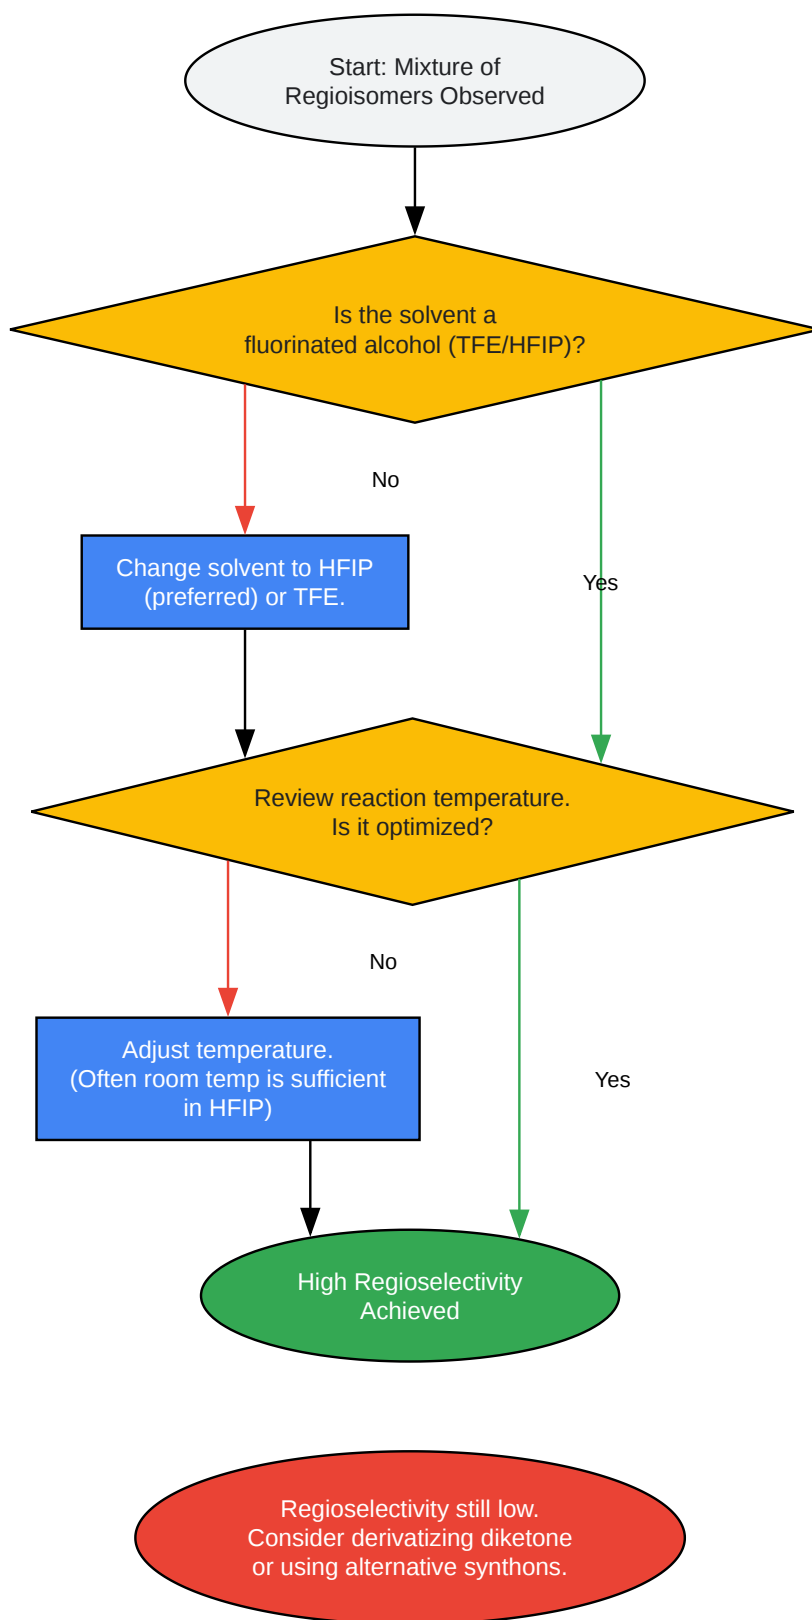 Start: Mixture of
Regioisomers Observed
Is the solvent a
fluorinated alcohol (TFE/HFIP)?
No
Change solvent to HFIP
(preferred) or TFE.
Yes
Review reaction temperature.
Is it optimized?
No
Adjust temperature.
(Often room temp is sufficient
in HFIP)
Yes
High Regioselectivity
Achieved
Regioselectivity still low.
Consider derivatizing diketone
or using alternative synthons.